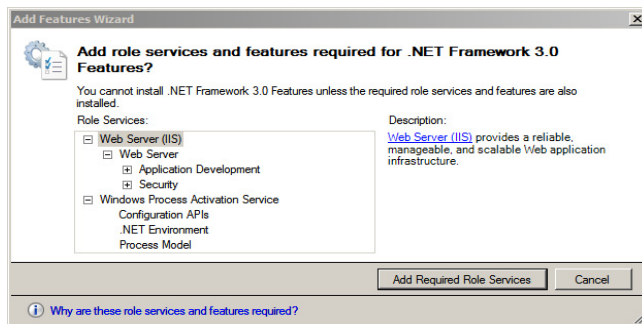 Add Features Wizard
Add role services and features required for .NET Framework 3.0
Features?
You cannot install .NET Framework 3.0 Features unless the required role services and features are also
installed.
Role Services:
Web Server (IIS)
Web Server
Application Development
Security
Windows Process Activation Service
Configuration APIs
.NET Environment
Process Model
Description:
Web Server (IIS) provides a reliable,
manageable, and scalable Web application
infrastructure.
Add Required Role Services
Cancel
Why are these role services and features required?